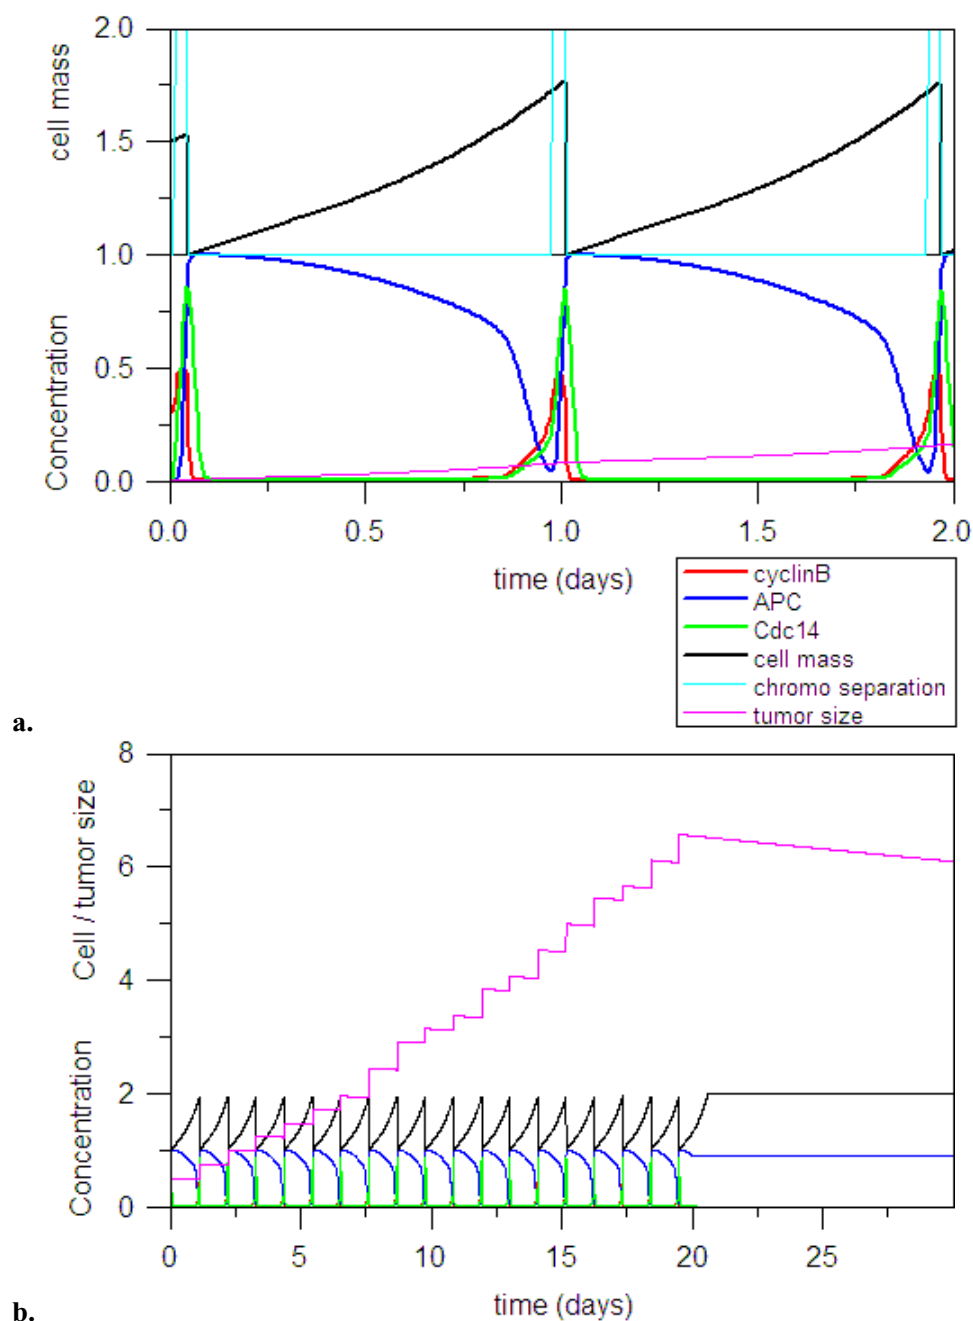 2.0
cell mass
1.5
1.0
Concentration
0.5
0.0
0.0 0.5 1.0 1.5 2.0
time (days)
cyclinB
APC
Cdc14
cell mass
chromo separation
tumor size
a.
8
Cell / tumor size
6
4
Concentration
2
0
0 5 10 15 20 25
time (days)
b.